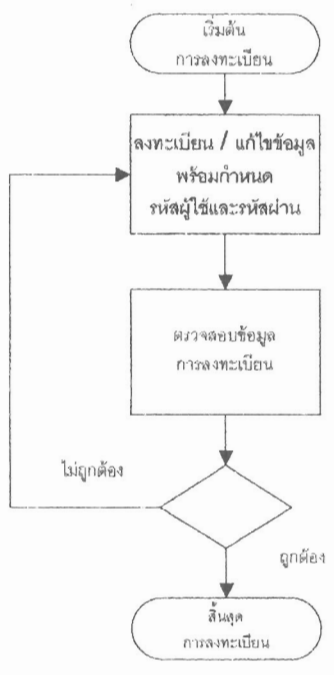 เริ่มต้น
การลงทะเบียน
ลงทะเบียน / แก้ไขข้อมูล
พร้อมกำหนด
รหัสผู้ใช้และรหัสผ่าน
ตรวจสอบข้อมูล
การลงทะเบียน
ไม่ถูกต้อง
ถูกต้อง
สิ้นสุด
การลงทะเบียน